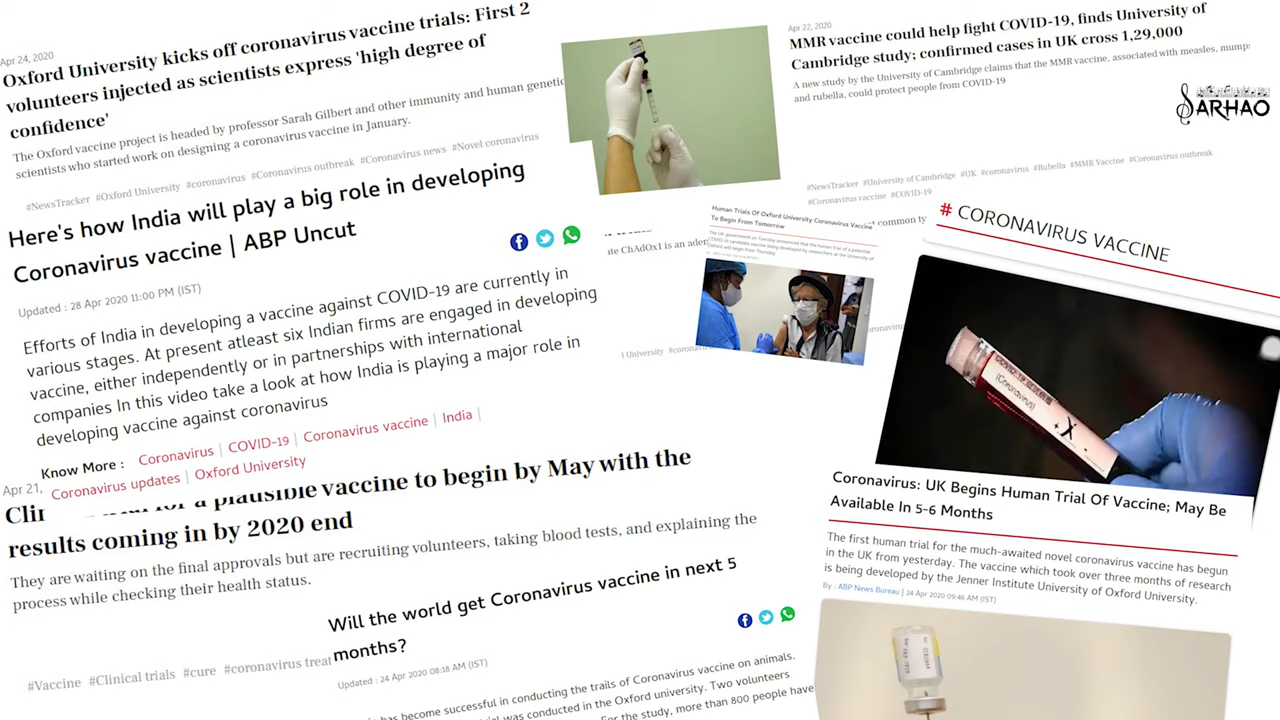 Apr 24, 2020
Oxford University kicks off coronavirus vaccine trials: First 2
volunteers injected as scientists express 'high degree of
confidence'
The Oxford vaccine project is headed by professor Sarah Gilbert and other immunity and human genetic
scientists who started work on designing a coronavirus vaccine in January.
#NewsTracker #Oxford University #coronavirus #Coronavirus outbreak #Coronavirus news #Novel coronavirus
Here's how India will play a big role in developing
Coronavirus vaccine | ABP Uncut
Updated : 28 Apr 2020 11:00 PM (IST)
Efforts of India in developing a vaccine against COVID-19 are currently in
various stages. At present atleast six Indian firms are engaged in developing
vaccine, either independently or in partnerships with international
companies In this video take a look at how India is playing a major role in
developing vaccine against coronavirus
Know More : Coronavirus | COVID-19 | Coronavirus vaccine | India |
Coronavirus updates | Oxford University
Apr 21,
a plausible vaccine to begin by May with the
results coming in by 2020 end
They are waiting on the final approvals but are recruiting volunteers, taking blood tests, and explaining the
process while checking their health status.
#Vaccine #Clinical trials #cure #coronavirus treat
Will the world get Coronavirus vaccine in next 5
months?
Updated : 24 Apr 2020 08:18 AM (IST)
has become successful in conducting the trails of Coronavirus vaccine on animals.
was conducted in the Oxford university. Two volunteers
For the study, more than 800 people have
Apr 22, 2020
MMR vaccine could help fight COVID-19, finds University of
Cambridge study; confirmed cases in UK cross 1,29,000
A new study by the University of Cambridge claims that the MMR vaccine, associated with measles, mump
and rubella, could protect people from COVID-19
SARHAO
#NewsTracker #University of Cambridge #UK #coronavirus #Rubella #MMR Vaccine #Coronavirus outbreak
#Coronavirus vaccine #COVID-19
common ty
te ChAdOx1 is an ader
Human Trials Of Oxford University Coronavirus Vaccine
To Begin From Tomorrow
The UK government on Tuesday announced that the human trial of a potential
COVID-19 candidate vaccine being developed by researchers at the University of
Oxford will begin from Thursday.
l University #coronav
# CORONAVIRUS VACCINE
(Coronavirus)
+
Coronavirus: UK Begins Human Trial Of Vaccine; May Be
Available In 5-6 Months
The first human trial for the much-awaited novel coronavirus vaccine has begun
in the UK from yesterday. The vaccine which took over three months of research
is being developed by the Jenner Institute University of Oxford University.
By : ABP News Bureau | 24 Apr 2020 09:46 AM (IST)